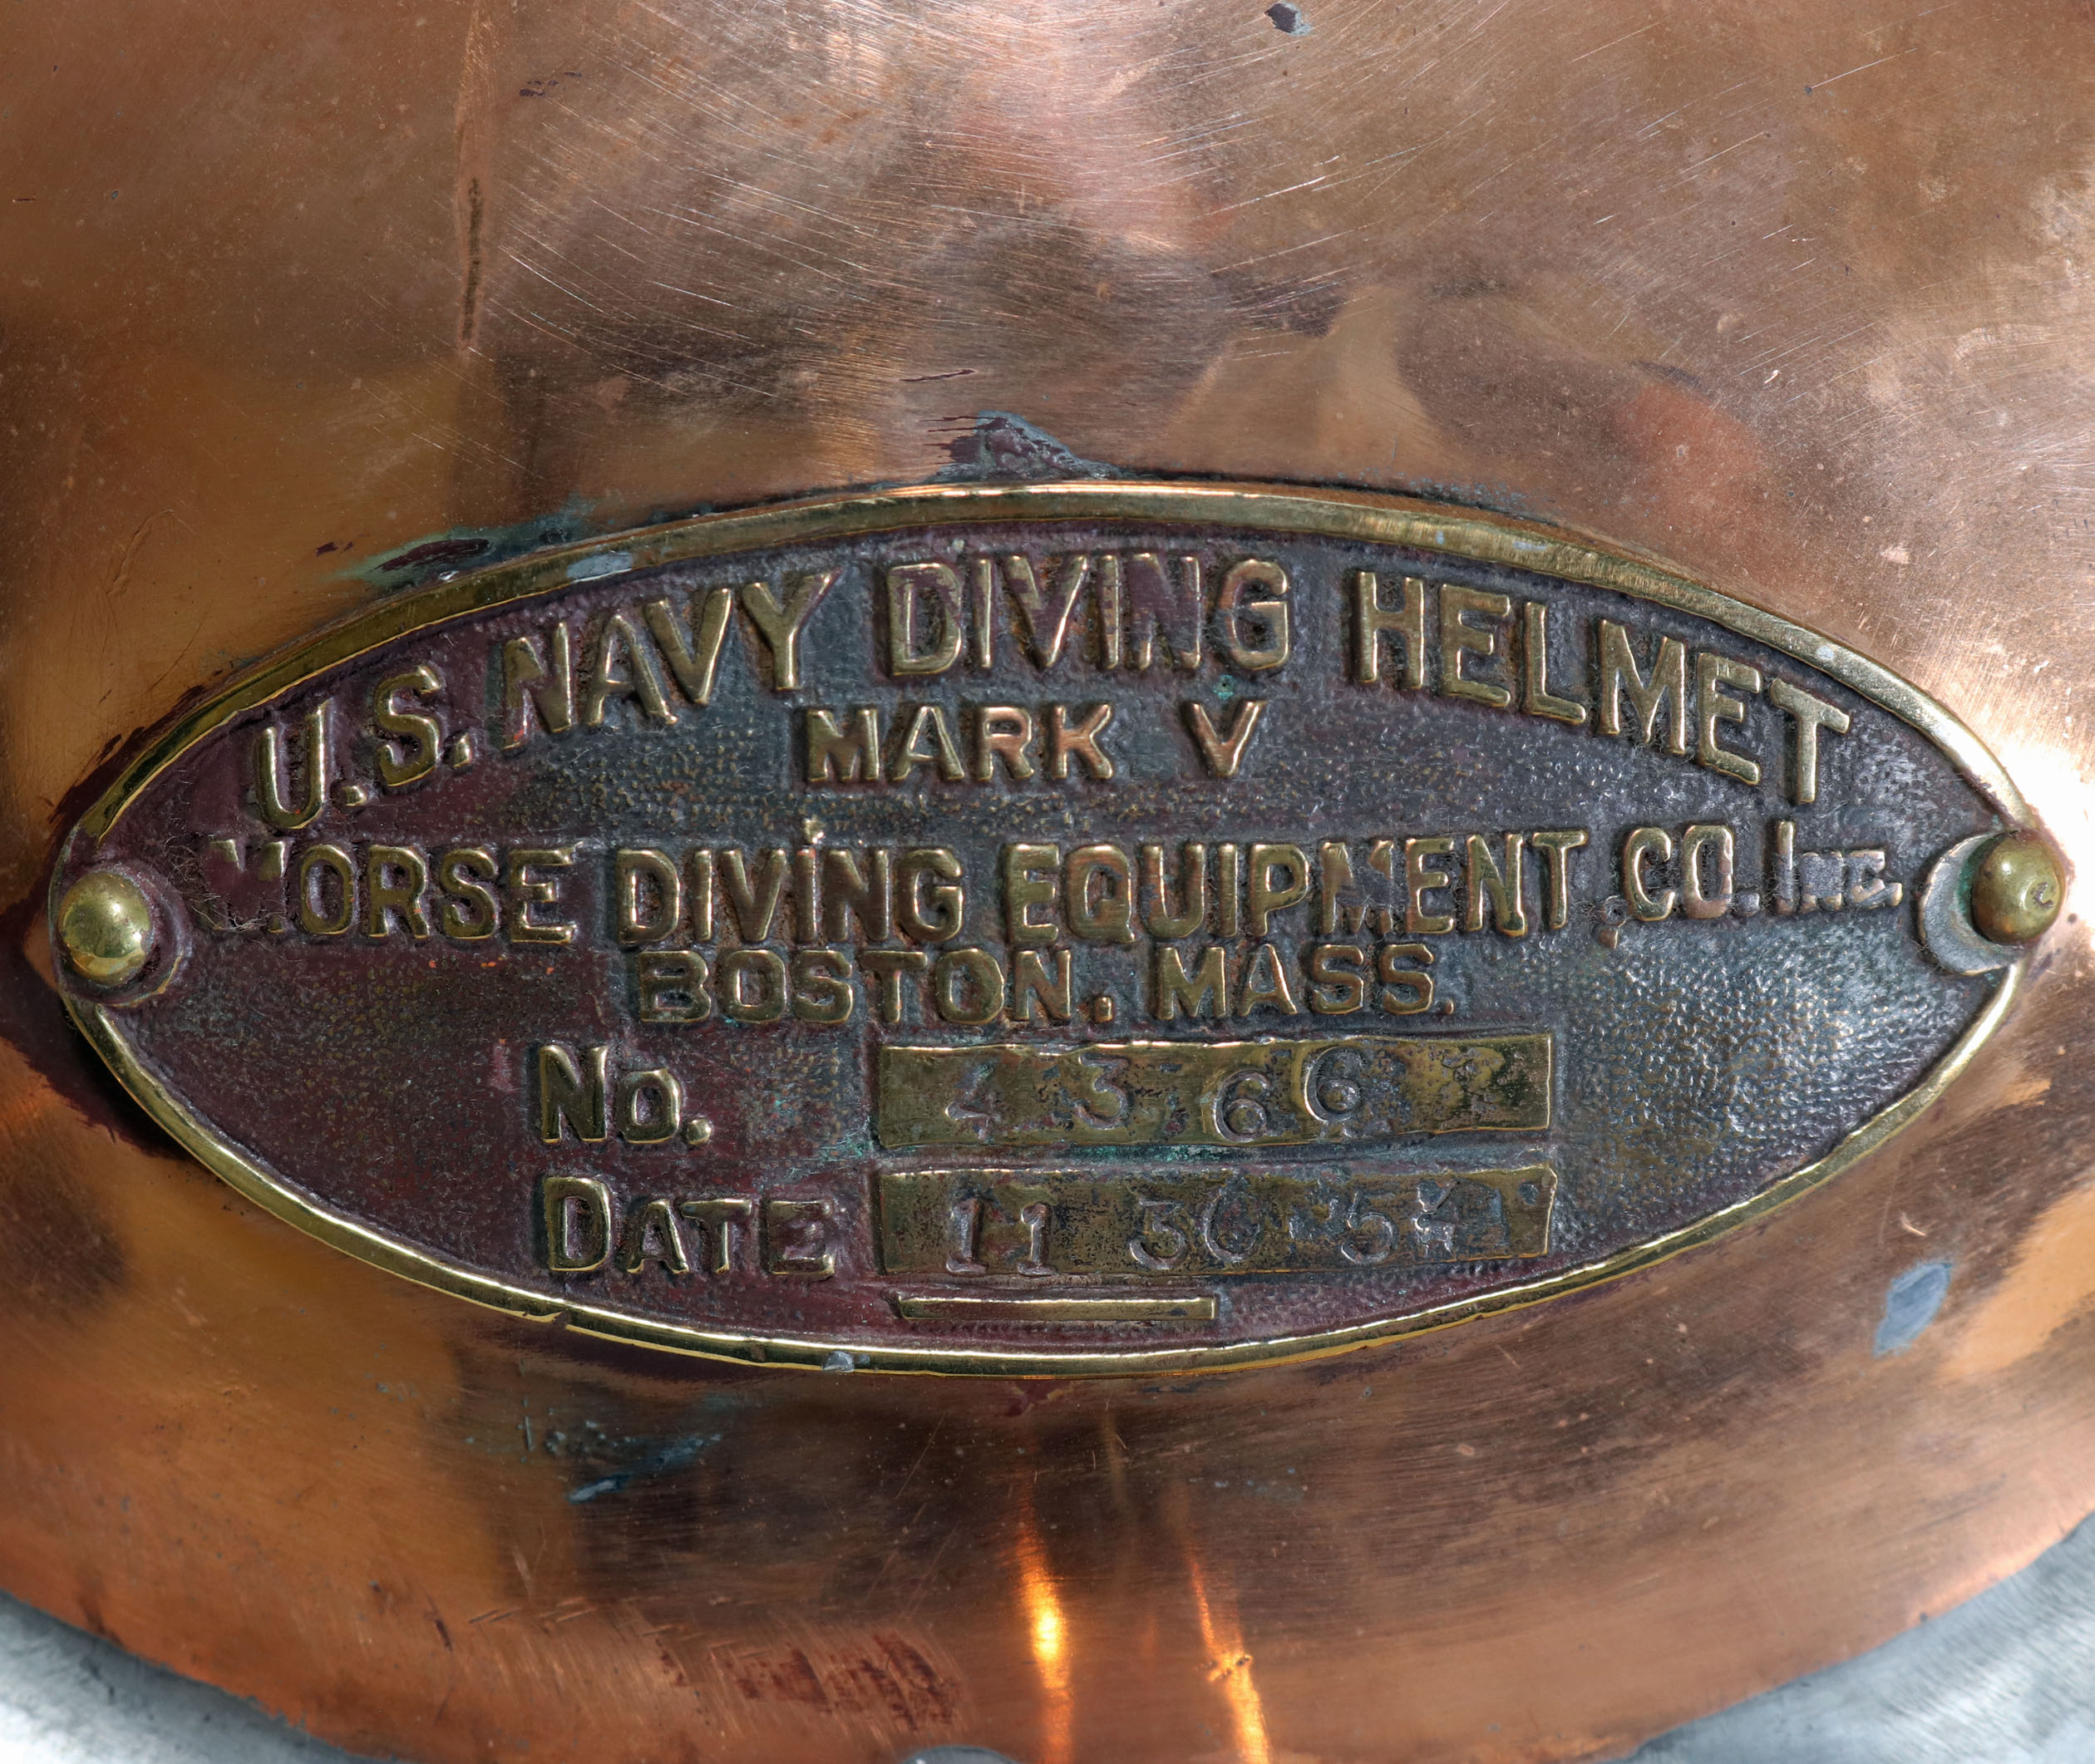 U.S. NAVY DIVING HELMET
MARK V
MORSE DIVING EQUIPMENT CO. INC.
BOSTON, MASS.
No. 4366
DATE 11 30 54